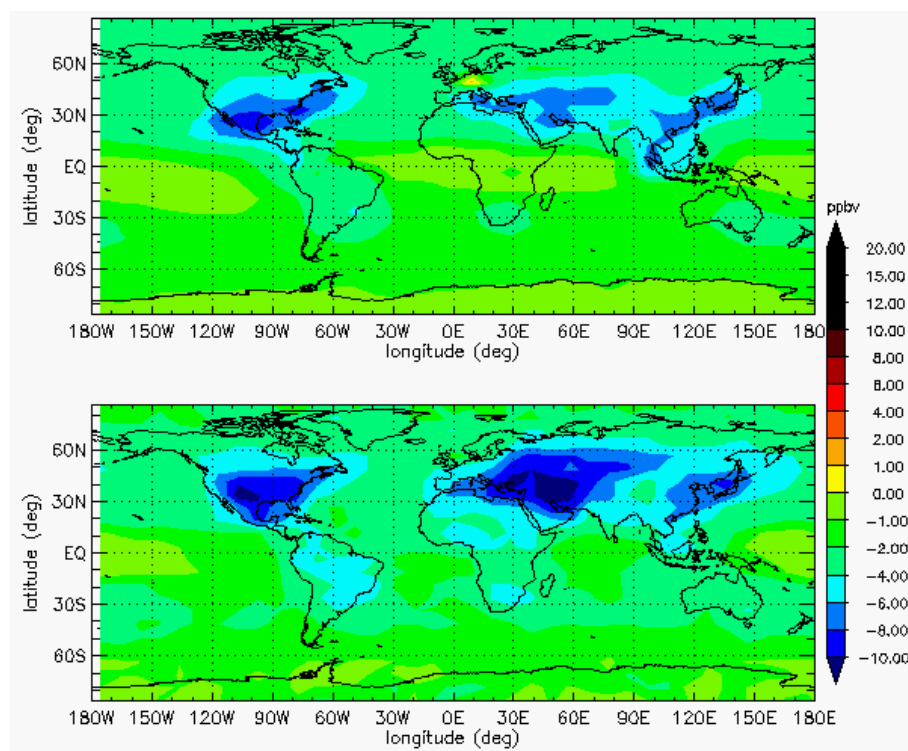 60N
30N
EQ
30S
60S
latitude (deg)
180W 150W 120W 90W 60W 30W 0E 30E 60E 90E 120E 150E 180E
longitude (deg)
ppbv
20.00
15.00
12.00
10.00
8.00
6.00
4.00
2.00
1.00
0.00
-1.00
-2.00
-4.00
-6.00
-8.00
-10.00
60N
30N
EQ
30S
60S
latitude (deg)
180W 150W 120W 90W 60W 30W 0E 30E 60E 90E 120E 150E 180E
longitude (deg)